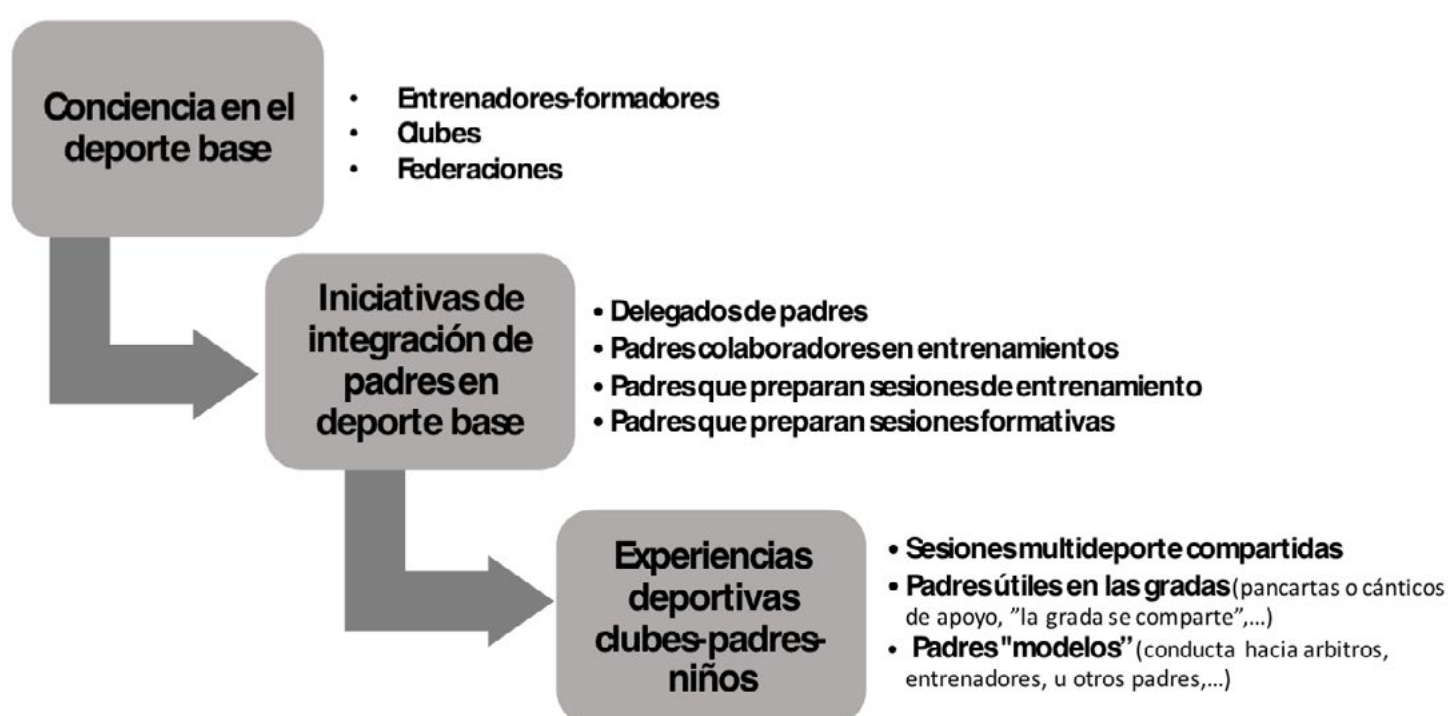 Conciencia en el
deporte base
• Entrenadores-formadores
• Clubes
• Federaciones
Iniciativas de
integración de
padres en
deporte base
• Delegados de padres
• Padres colaboradores en entrenamientos
• Padres que preparan sesiones de entrenamiento
• Padres que preparan sesiones formativas
Experiencias
deportivas
clubes-padres-
niños
• Sesiones multideporte compartidas
• Padres útiles en las gradas (pancartas o cánticos
de apoyo, ”la grada se comparte”,...)
• Padres "modelos” (conducta hacia arbitros,
entrenadores, u otros padres,...)